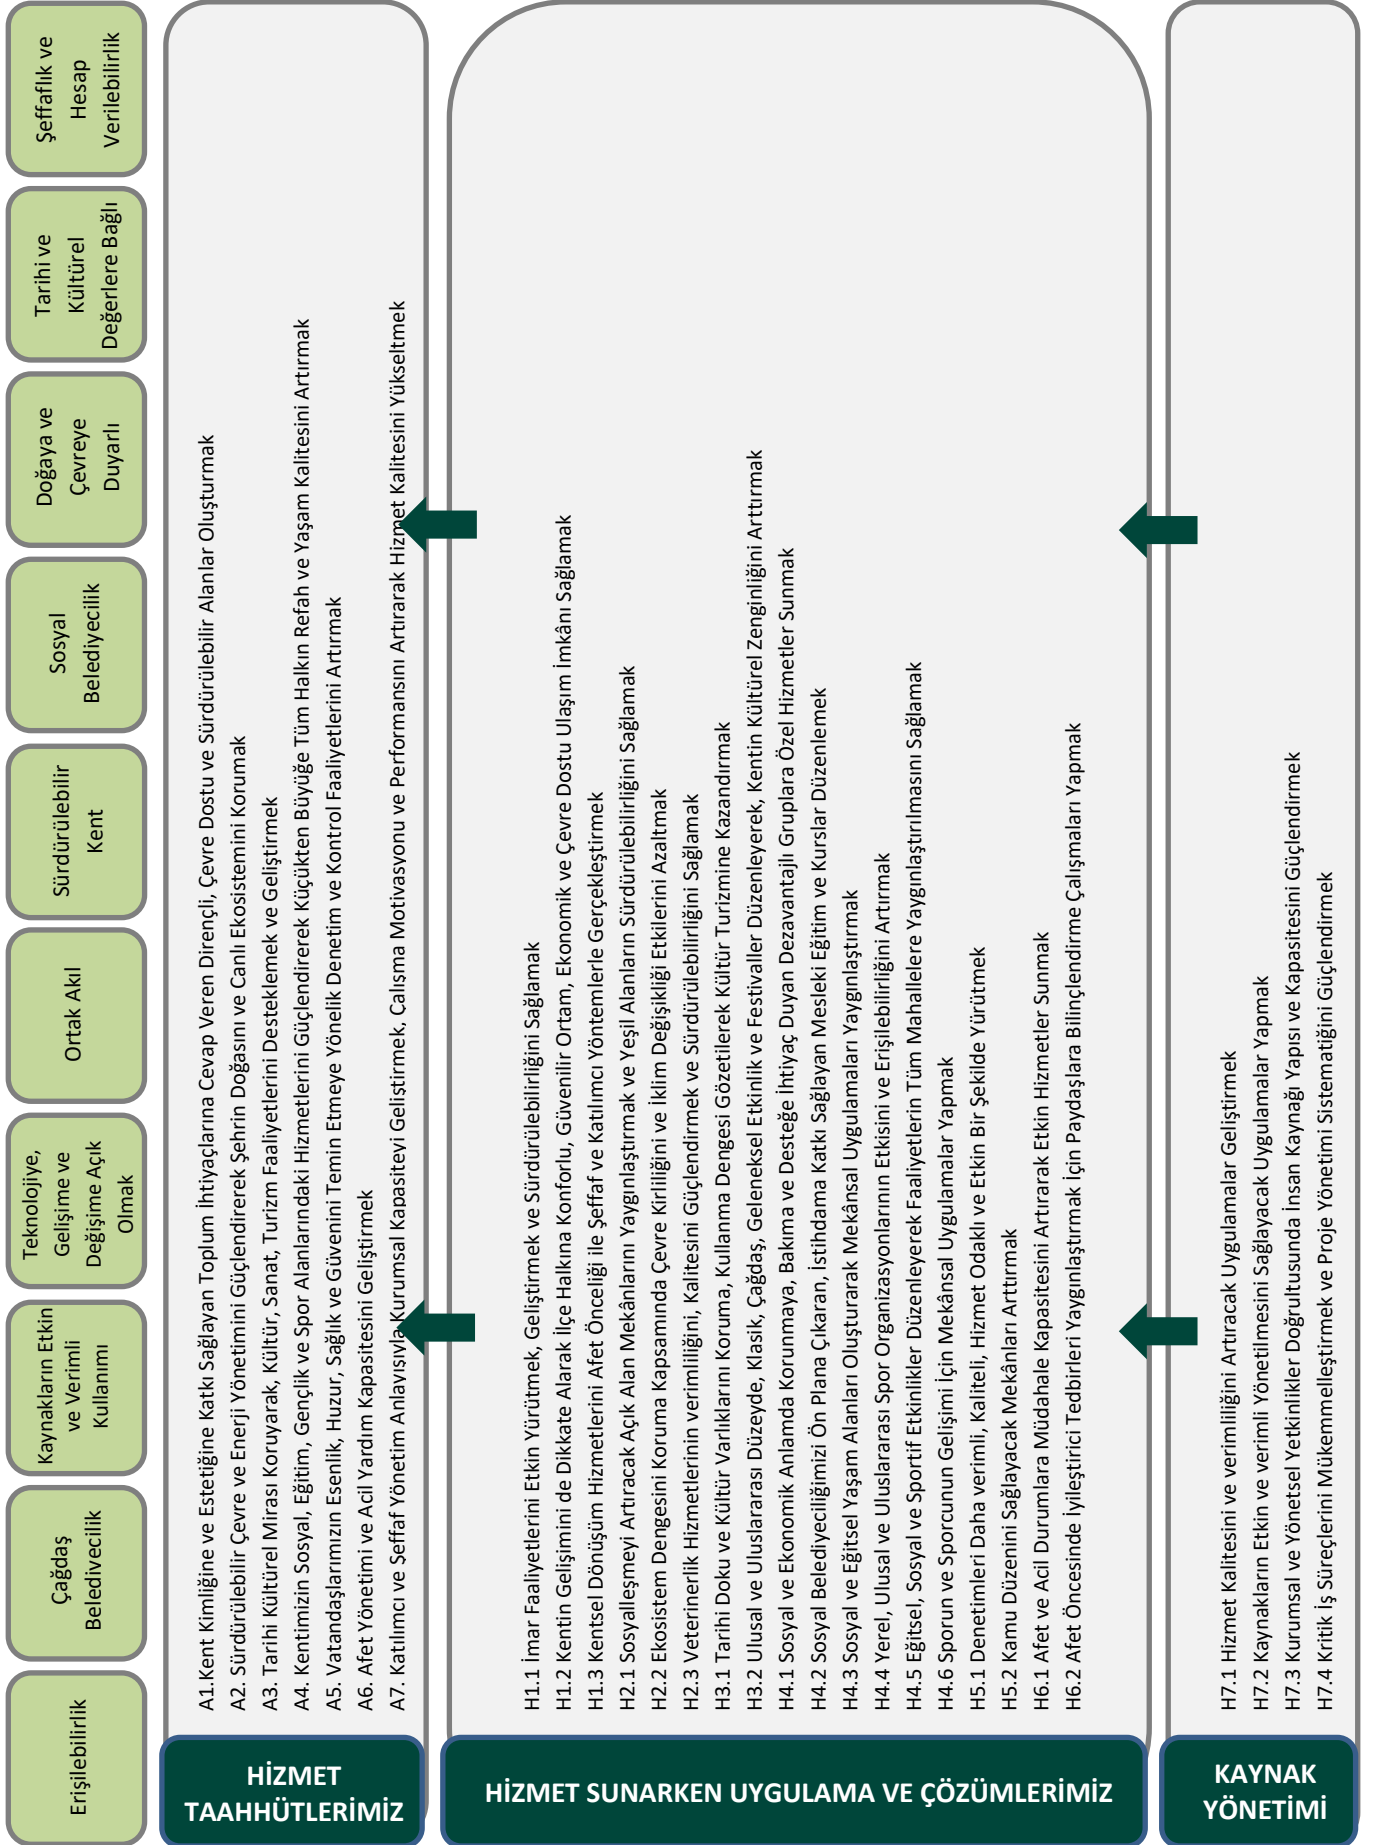 Erişilebilirlik
Çağdaş
Beledivecilik
Kaynakların Etkin
ve Verimli
Kullanımı
Teknolojiye,
Gelişime ve
Değişime Açık
Olmak
Ortak Akıl
Sürdürülebilir
Kent
Sosyal
Belediyecilik
Doğaya ve
Çevreye
Duyarlı
Tarihi ve
Kültürel
Değerlere Bağlı
Şeffaflık ve
Hesap
Verilebilirlik
HİZMET
TAAHHÜTLERİMİZ
A1.Kent Kimliğine ve Estetiğine Katkı Sağlayan Toplum İhtiyaçlarına Cevap Veren Dirençli, Çevre Dostu ve Sürdürülebilir Alanlar Oluşturmak
A2. Sürdürülebilir Çevre ve Enerji Yönetimini Güçlendirerek Şehrin Doğasını ve Canlı Ekosistemini Korumak
A3. Tarihi Kültürel Mirası Koruyarak, Kültür, Sanat, Turizm Faaliyetlerini Desteklemek ve Geliştirmek
A4. Kentimizin Sosyal, Eğitim, Gençlik ve Spor Alanlarındaki Hizmetlerini Güçlendirerek Küçükten Büyüğe Tüm Halkın Refah ve Yaşam Kalitesini Artırmak
A5. Vatandaşlarımızın Esenlik, Huzur, Sağlık ve Güvenini Temin Etmeye Yönelik Denetim ve Kontrol Faaliyetlerini Artırmak
A6. Afet Yönetimi ve Acil Yardım Kapasitesini Geliştirmek
A7. Katılımcı ve Şeffaf Yönetim Anlayışıyla Kurumsal Kapasitevi Geliştirmek, Çalışma Motivasyonu ve Performansını Artırarak Hizmet Kalitesini Yükseltmek
HİZMET SUNARKEN UYGULAMA VE ÇÖZÜMLERİMİZ
H1.1 İmar Faaliyetlerini Etkin Yürütmek, Geliştirmek ve Sürdürülebilirliğini Sağlamak
H1.2 Kentin Gelişimini de Dikkate Alarak İlçe Halkına Konforlu, Güvenilir Ortam, Ekonomik ve Çevre Dostu Ulaşım İmkânı Sağlamak
H1.3 Kentsel Dönüşüm Hizmetlerini Afet Önceliği ile Şeffaf ve Katılımcı Yöntemlerle Gerçekleştirmek
H2.1 Sosyalleşmeyi Artıracak Açık Alan Mekânlarını Yaygınlaştırmak ve Yeşil Alanların Sürdürülebilirliğini Sağlamak
H2.2 Ekosistem Dengesini Koruma Kapsamında Çevre Kirliliğini ve İklim Değişikliği Etkilerini Azaltmak
H2.3 Veterinerlik Hizmetlerinin verimliliğini, Kalitesini Güçlendirmek ve Sürdürülebilirliğini Sağlamak
H3.1 Tarihi Doku ve Kültür Varlıklarını Koruma, Kullanma Dengesi Gözetilerek Kültür Turizmine Kazandırmak
H3.2 Ulusal ve Uluslararası Düzeyde, Klasik, Çağdaş, Geleneksel Etkinlik ve Festivaller Düzenleyerek, Kentin Kültürel Zenginliğini Arttırmak
H4.1 Sosyal ve Ekonomik Anlamda Korunmaya, Bakıma ve Desteğe İhtiyaç Duyan Dezavantajlı Gruplara Özel Hizmetler Sunmak
H4.2 Sosyal Belediyeciliğimizi Ön Plana Çıkaran, İstihdama Katkı Sağlayan Mesleki Eğitim ve Kurslar Düzenlemek
H4.3 Sosyal ve Eğitsel Yaşam Alanları Oluşturarak Mekânsal Uygulamaları Yaygınlaştırmak
H4.4 Yerel, Ulusal ve Uluslararası Spor Organizasyonlarının Etkisini ve Erişilebilirliğini Artırmak
H4.5 Eğitsel, Sosyal ve Sportif Etkinlikler Düzenleyerek Faaliyetlerin Tüm Mahallelere Yaygınlaştırılmasını Sağlamak
H4.6 Sporun ve Sporcunun Gelişimi İçin Mekânsal Uygulamalar Yapmak
H5.1 Denetimleri Daha verimli, Kaliteli, Hizmet Odaklı ve Etkin Bir Şekilde Yürütmek
H5.2 Kamu Düzenini Sağlayacak Mekânları Arttırmak
H6.1 Afet ve Acil Durumlara Müdahale Kapasitesini Artırarak Etkin Hizmetler Sunmak
H6.2 Afet Öncesinde İyileştirici Tedbirleri Yaygınlaştırmak İçin Paydaşlara Bilinçlendirme Çalışmaları Yapmak
KAYNAK
YÖNETİMİ
H7.1 Hizmet Kalitesini ve verimliliğini Artıracak Uygulamalar Geliştirmek
H7.2 Kaynakların Etkin ve verimli Yönetilmesini Sağlayacak Uygulamalar Yapmak
H7.3 Kurumsal ve Yönetsel Yetkinlikler Doğrultusunda İnsan Kaynağı Yapısı ve Kapasitesini Güçlendirmek
H7.4 Kritik İş Süreçlerini Mükemmelleştirmek ve Proje Yönetimi Sistematiğini Güçlendirmek